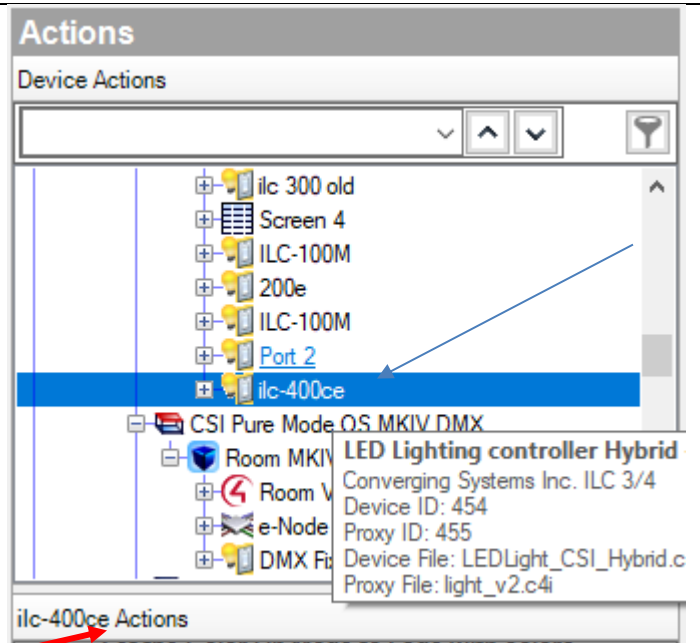 Actions
Device Actions
ilc 300 old
Screen 4
ILC-100M
200e
ILC-100M
Port 2
ilc-400ce
CSI Pure Mode OS MKIV DMX
Room MKIV
Room V
e-Node
DMX Fi
LED Lighting controller Hybrid
Converging Systems Inc. ILC 3/4
Device ID: 454
Proxy ID: 455
Device File: LEDLight_CSI_Hybrid.c
Proxy File: light_v2.c4i
ilc-400ce Actions